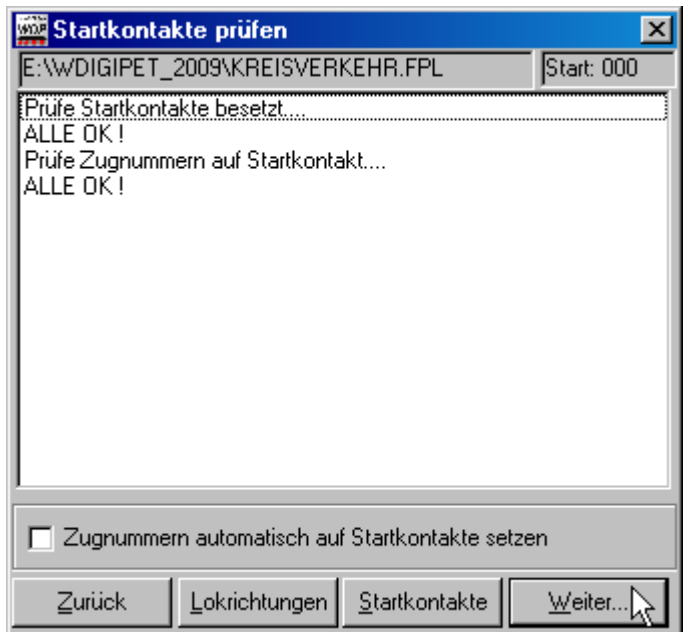 Startkontakte prüfen
E:\WDIGIPET_2009\KREISVERKEHR.FPL
Start: 000
Prüfe Startkontakte besetzt....
ALLE OK !
Prüfe Zugnummern auf Startkontakt....
ALLE OK !
Zugnummern automatisch auf Startkontakte setzen
Zurück
Lokrichtungen
Startkontakte
Weiter...